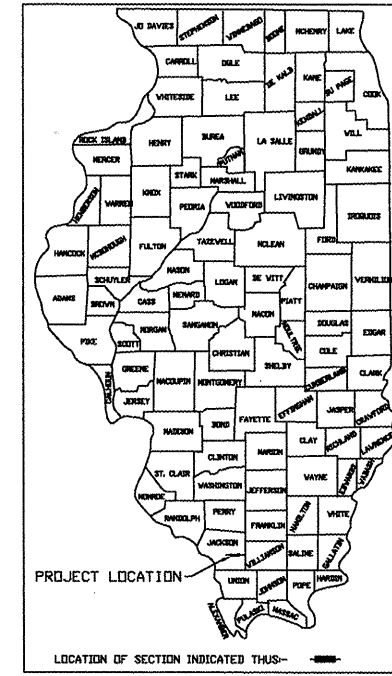 JO DAVIES
STEPHENSON
WINNEBAGO
BOONE
MCHENRY
LAKE
CARROLL
OGLE
DE KALB
KANE
DU PAGE
COOK
WHITESIDE
LEE
KENDALL
WILL
ROCK ISLAND
HENRY
BUREA
LA SALLE
GRUNDY
MERCER
PUTNAM
KANKAKEE
STARK
MARSHALL
HENDERSON
WARREN
KNOX
PEORIA
WOODFORD
LIVINGSTON
IROQUOIS
HANCOCK
MCDONOUGH
FULTON
TAZEWELL
MCLEAN
FORD
MASON
SCHUYLER
LOGAN
DE WITT
CHAMPAIGN
VERMILION
ADAMS
BROWN
CASS
MENARD
PIATT
MACON
MORGAN
SANGAMON
DOUGLAS
EDGAR
PIKE
SCOTT
CHRISTIAN
MOULTRIE
COLE
GREENE
MACOUPIN
MONTGOMERY
SHELBY
CUMBERLAND
CLARK
CALHOUN
JERSEY
FAYETTE
EFFINGHAM
JASPER
CRAWFORD
MADISON
BOND
CLAY
RICHLAND
LAWRENCE
CLINTON
MARION
ST. CLAIR
WASHINGTON
JEFFERSON
WAYNE
EDWARDS
WABASH
MONROE
RANDOLPH
PERRY
HAMILTON
WHITE
FRANKLIN
JACKSON
WILLIAMSON
SALINE
GALLATIN
PROJECT LOCATION
UNION
JOHNSON
POPE
HARDIN
ALEXANDER
PULASKI
MASSAC
LOCATION OF SECTION INDICATED THUS:-